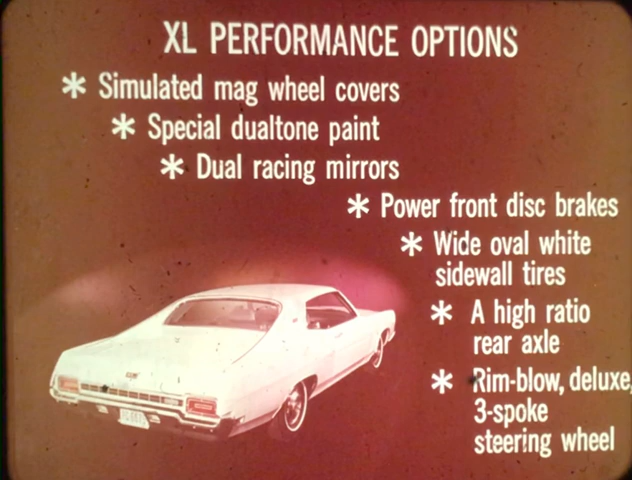 XL PERFORMANCE OPTIONS
* Simulated mag wheel covers
* Special dualtone paint
* Dual racing mirrors
* Power front disc brakes
* Wide oval white
sidewall tires
* A high ratio
rear axle
* Rim-blow, deluxe,
3-spoke
steering wheel